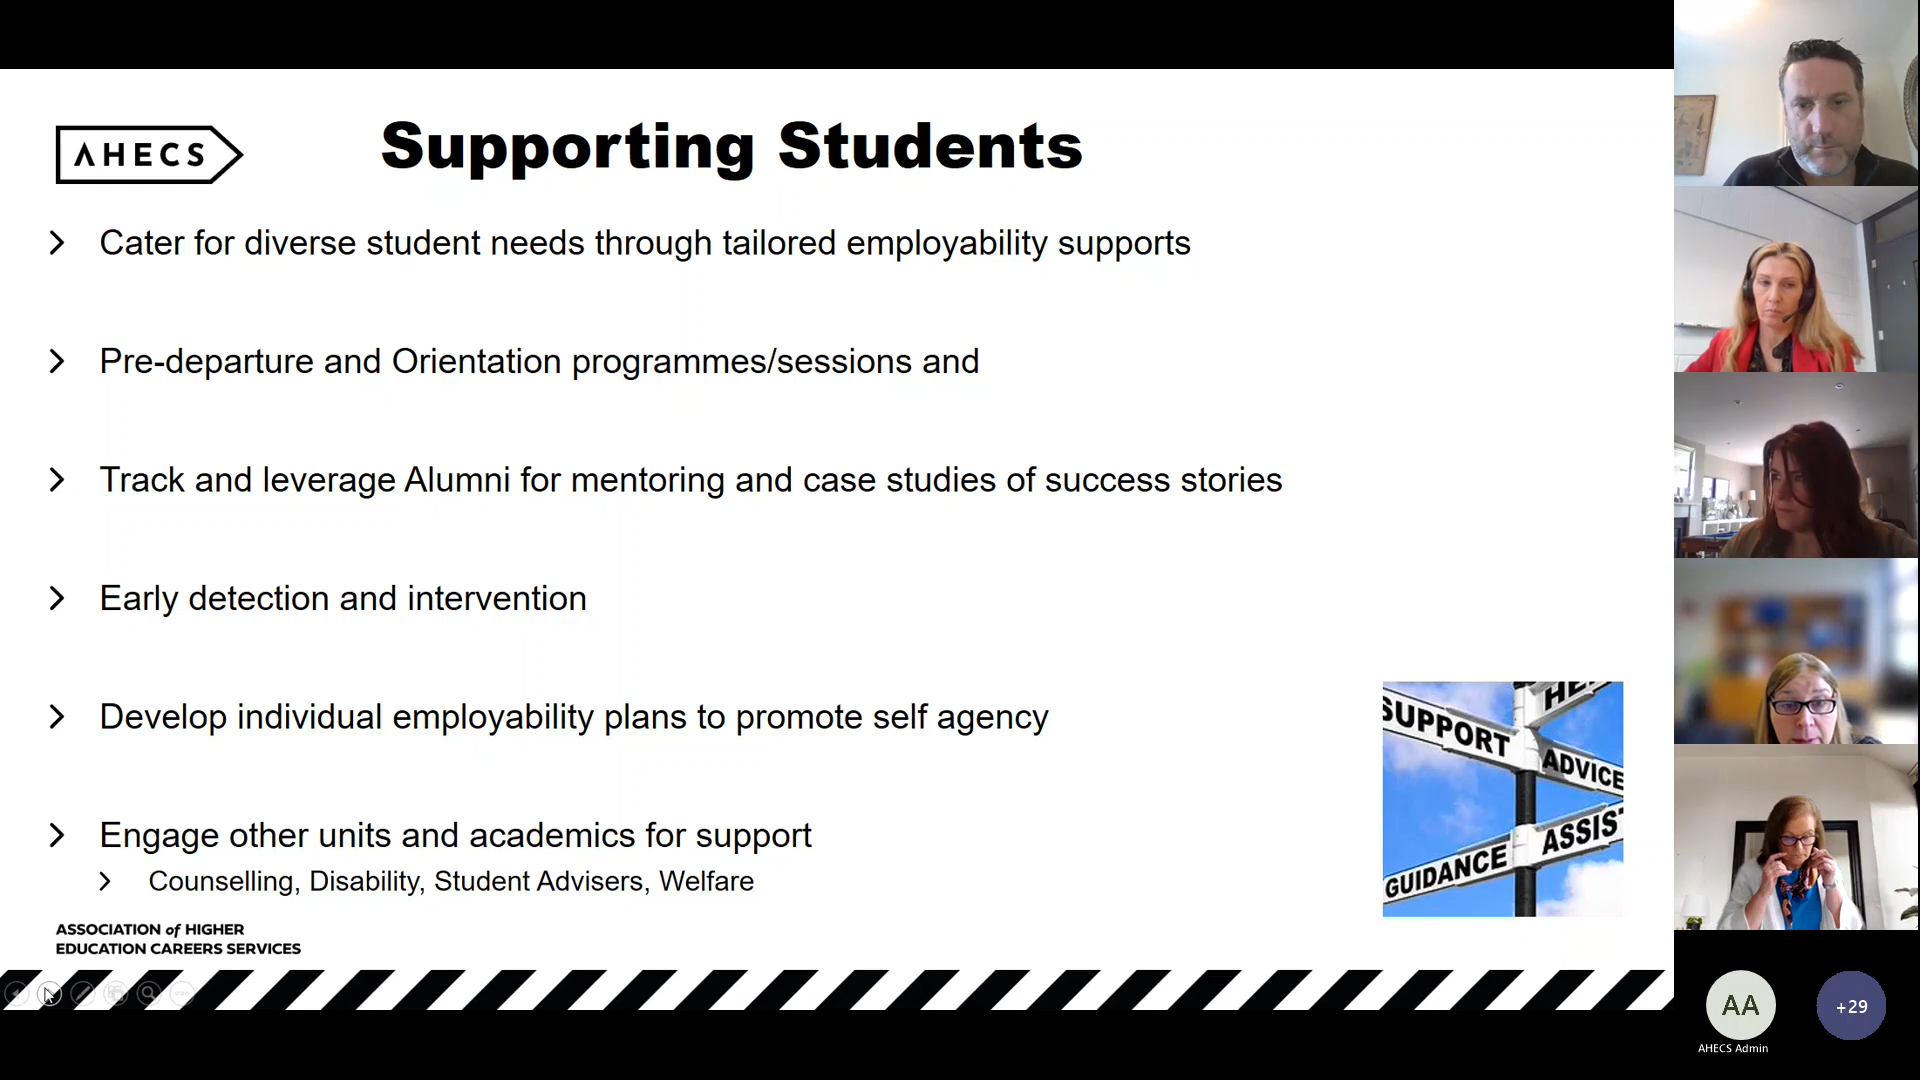 AHECS
Supporting Students
Cater for diverse student needs through tailored employability supports
Pre-departure and Orientation programmes/sessions and
Track and leverage Alumni for mentoring and case studies of success stories
Early detection and intervention
Develop individual employability plans to promote self agency
Engage other units and academics for support
Counselling, Disability, Student Advisers, Welfare
SUPPORT
ADVICE
GUANCE
ASSIS
ASSOCIATION of HIGHER
EDUCATION CAREERS SERVICES
AA
+29
AHECS Admin